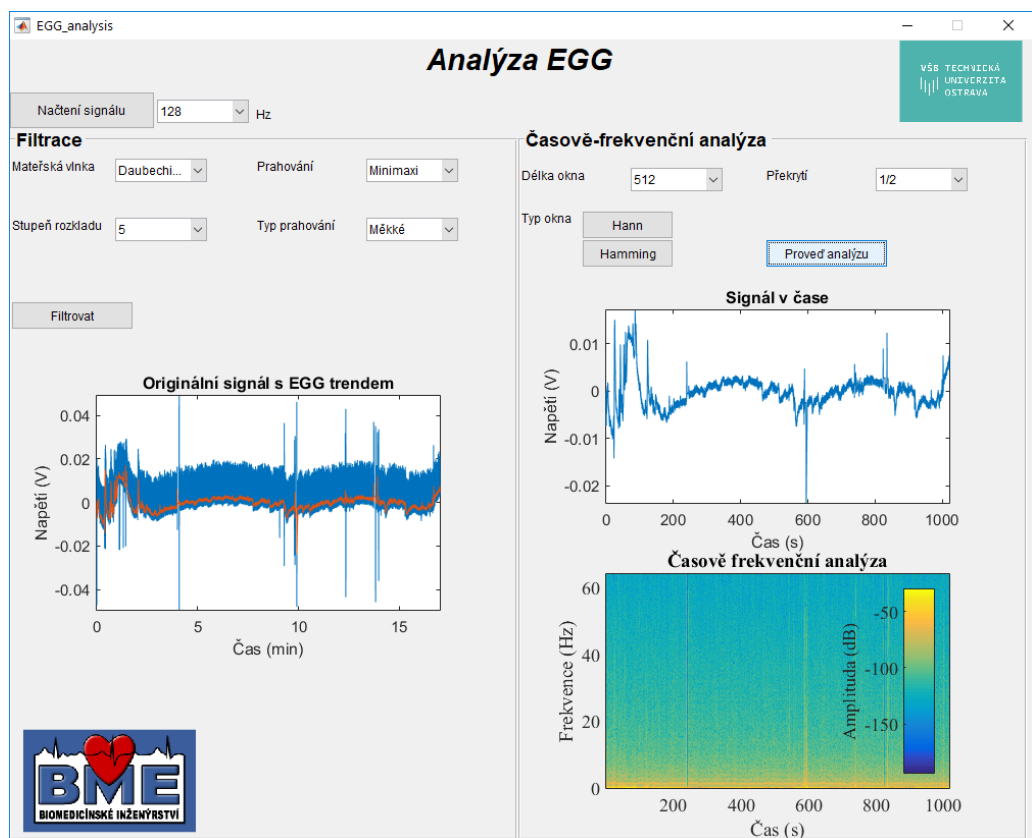 EGG_analysis
Analýza EGG
VŠB TECHNICKÁ
UNIVERZITA
OSTRAVA
Načtení signálu 128 Hz
Filtrace
Mateřská vlnka Daubechi... Prahování Minimaxi
Stupeň rozkladu 5 Typ prahování Měkké
Filtrovat
Originální signál s EGG trendem
Napětí (V)
0.04
0.02
0
-0.02
-0.04
0 5 10 15
Čas (min)
BME
BIOMEDICÍNSKÉ INŽENÝRSTVÍ
Časově-frekvenční analýza
Délka okna 512 Překrytí 1/2
Typ okna Hann
Hamming Proveď analýzu
Signál v čase
Napětí (V)
0.01
0
-0.01
-0.02
0 200 400 600 800 1000
Čas (s)
Časově frekvenční analýza
Frekvence (Hz)
60
40
20
0
Amplituda (dB)
-50
-100
-150
200 400 600 800 1000
Čas (s)